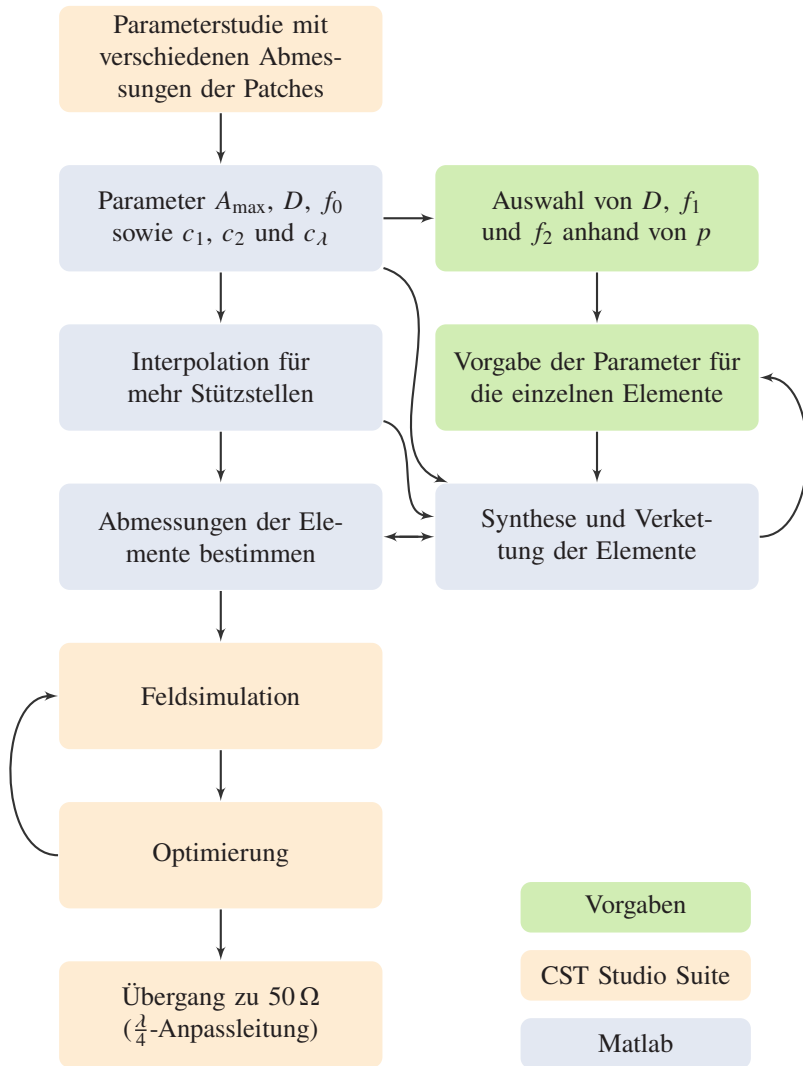 Parameterstudie mit
verschiedenen Abmes-
sungen der Patches
Parameter A_max, D, f_0
sowie c_1, c_2 und c_λ
Auswahl von D, f_1
und f_2 anhand von p
Interpolation für
mehr Stützstellen
Vorgabe der Parameter für
die einzelnen Elemente
Abmessungen der Ele-
mente bestimmen
Synthese und Verket-
tung der Elemente
Feldsimulation
Optimierung
Übergang zu 50 Ω
(λ/4-Anpassleitung)
Vorgaben
CST Studio Suite
Matlab